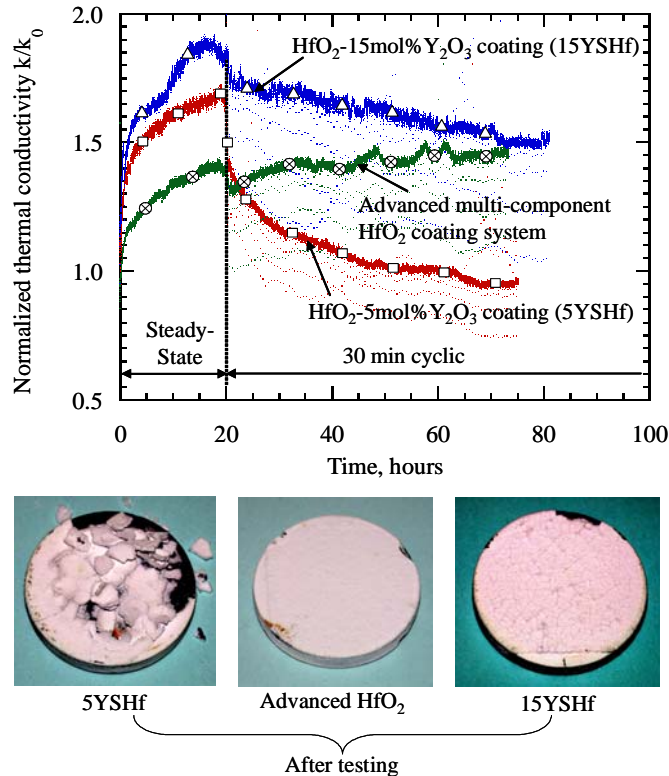 Normalized thermal conductivity k/k₀
2.0
1.5
1.0
0.5
HfO₂-15mol%Y₂O₃ coating (15YSHf)
Advanced multi-component
HfO₂ coating system
HfO₂-5mol%Y₂O₃ coating (5YSHf)
Steady-
State
30 min cyclic
0 20 40 60 80 100
Time, hours
5YSHf
Advanced HfO₂
15YSHf
After testing